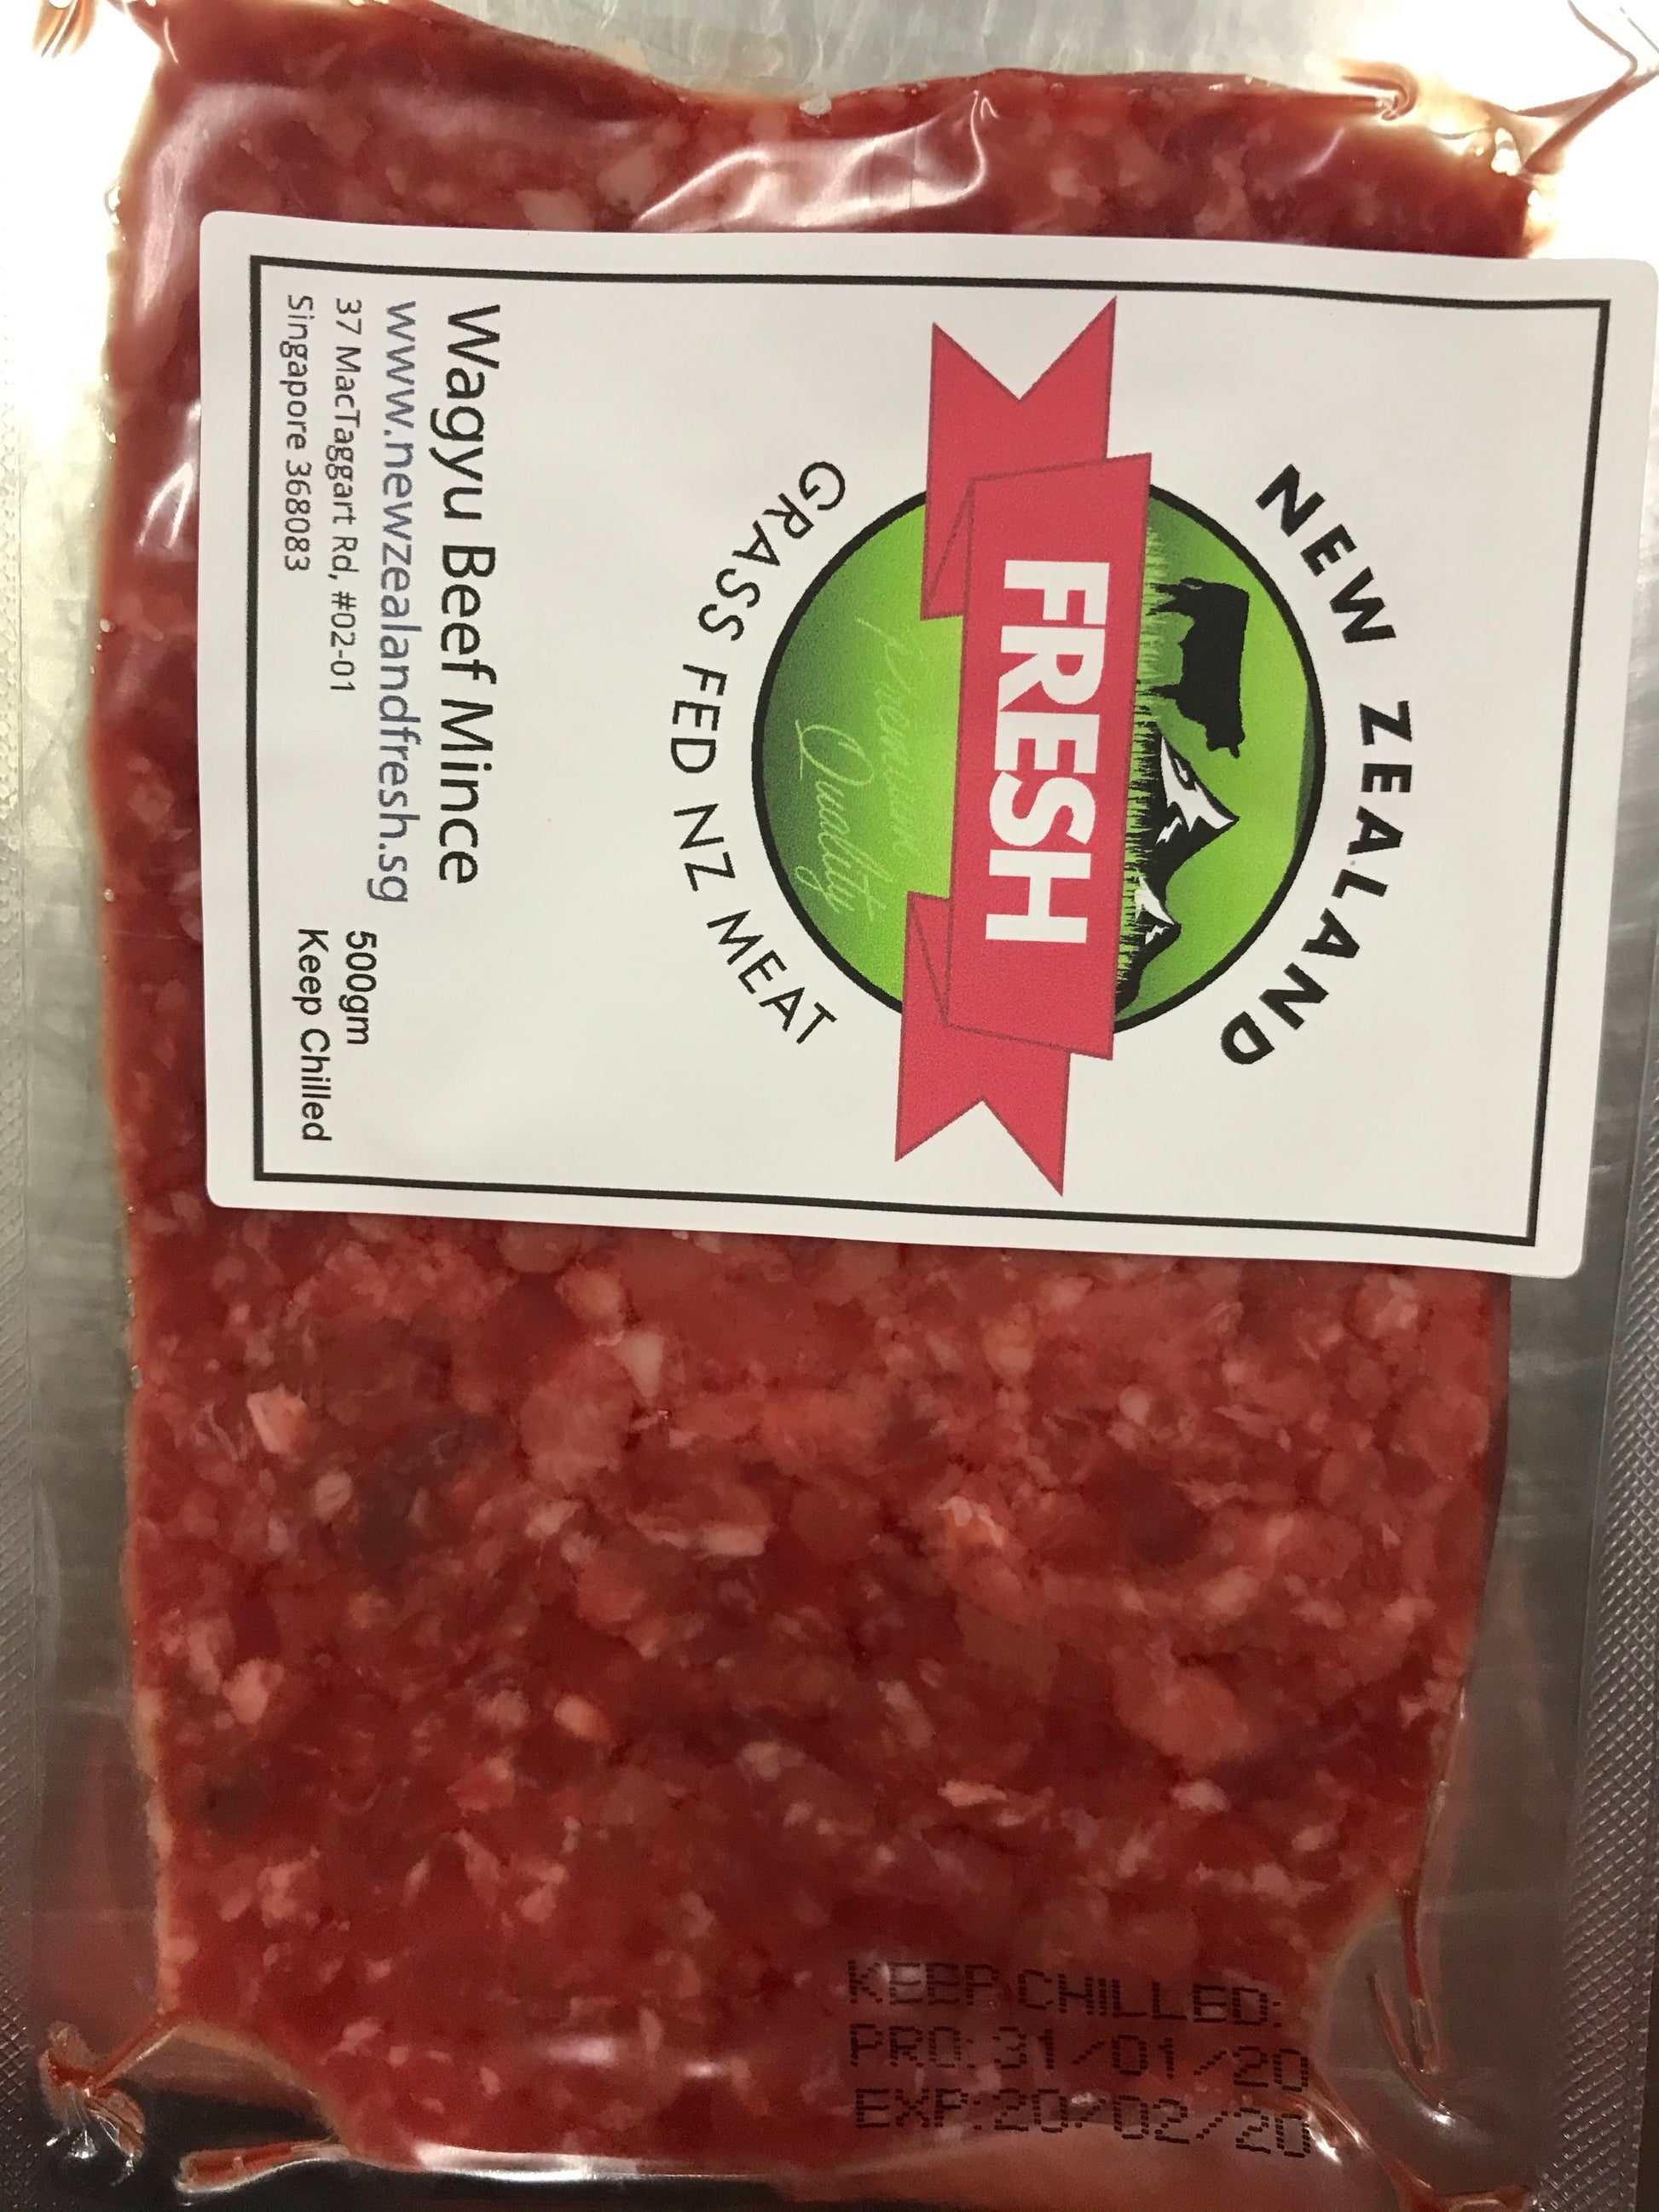 NEW ZEALAND
FRESH
Premium
Quality
GRASS FED NZ MEAT
Wagyu Beef Mince
www.newzealandfresh.sg
37 MacTaggart Rd, #02-01
Singapore 368083
500gm
Keep Chilled
KEEP CHILLED:
PRO: 31/01/20
EXP: 20/02/20